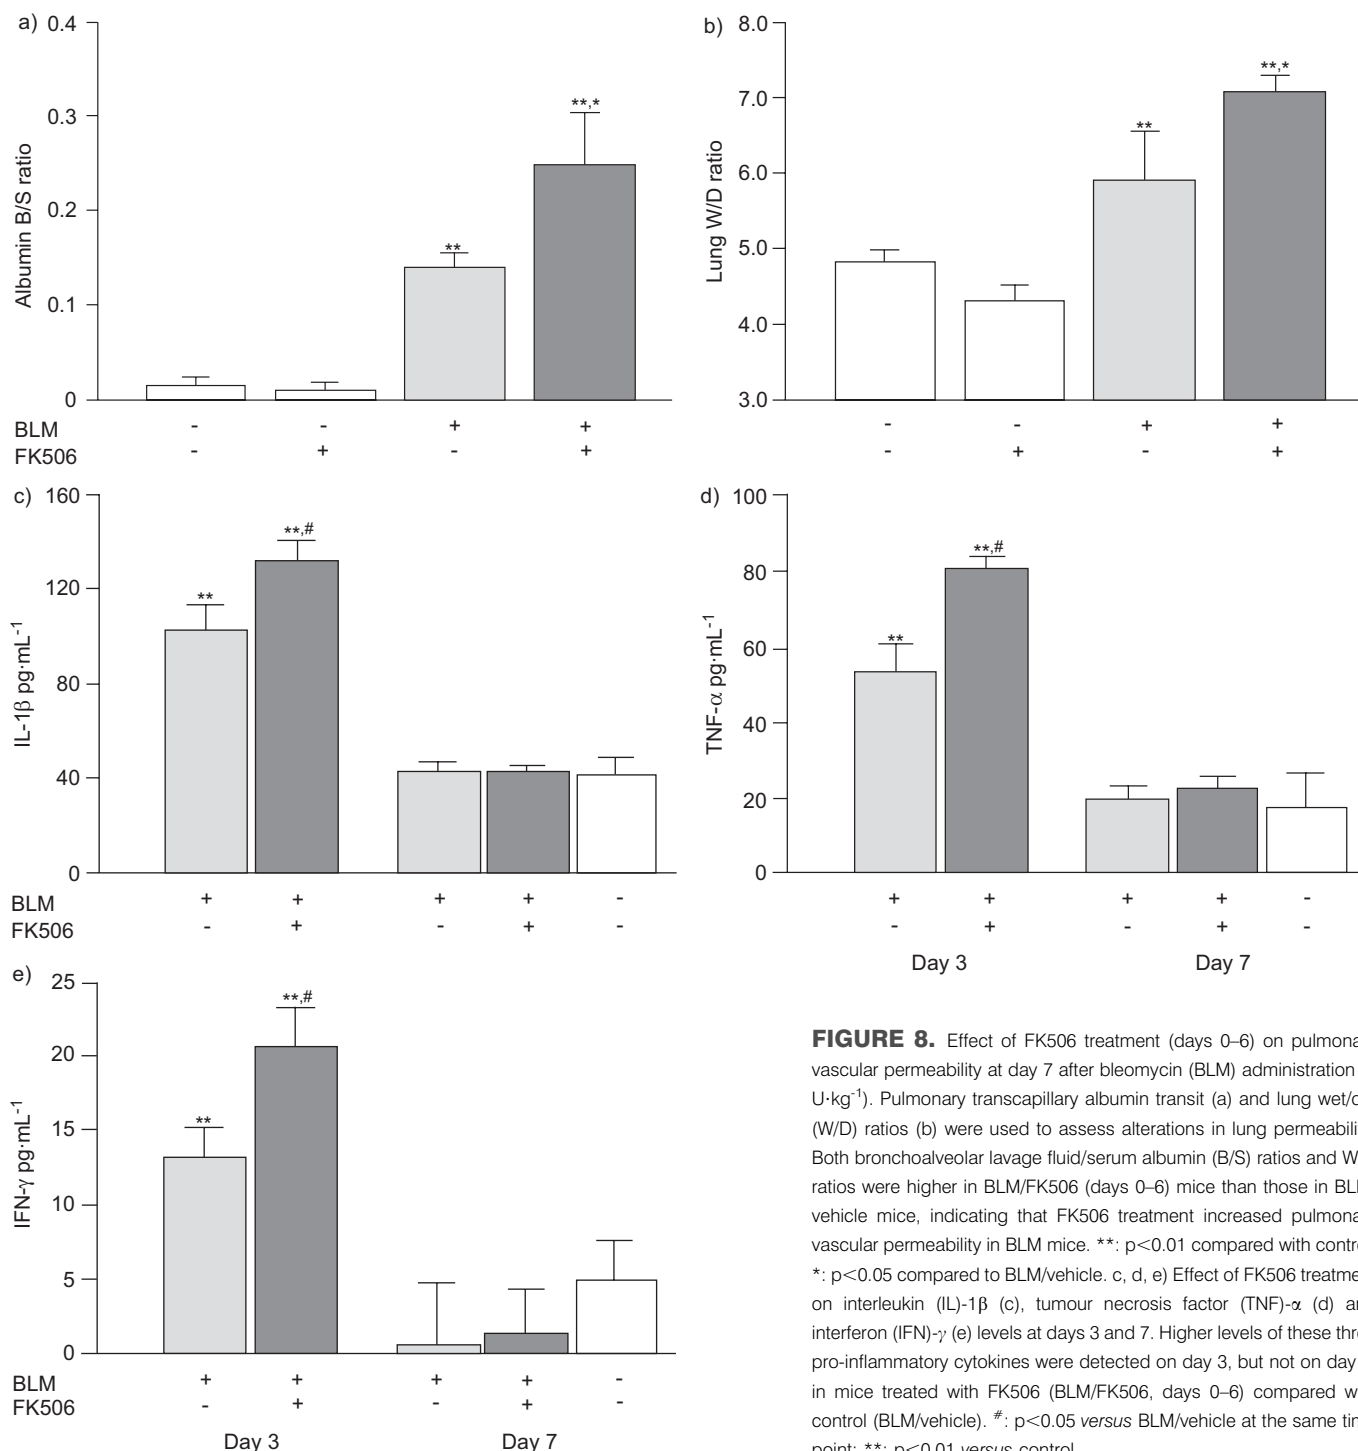 a) 0.4
0.3
0.2
0.1
0
Albumin B/S ratio
** **,*
BLM - - + +
FK506 - + - +
b) 8.0
7.0
6.0
5.0
4.0
3.0
Lung W/D ratio
** **,*
- - + +
- + - +
c) 160
120
80
40
0
IL-1β pg·mL-1
** **,#
BLM + + + + -
FK506 - + - + -
d) 100
80
60
40
20
0
TNF-α pg·mL-1
** **,#
+ + + + -
- + - + -
Day 3 Day 7
e) 25
20
15
10
5
0
IFN-γ pg·mL-1
** **,#
BLM + + + + -
FK506 - + - + -
Day 3 Day 7
FIGURE 8. Effect of FK506 treatment (days 0–6) on
vascular permeability at day 7 after bleomycin (BLM) administration
U·kg-1). Pulmonary transcapillary albumin transit (a) and lung
(W/D) ratios (b) were used to assess alterations in lung
Both bronchoalveolar lavage fluid/serum albumin (B/S) ratios and
ratios were higher in BLM/FK506 (days 0–6) mice than those in
vehicle mice, indicating that FK506 treatment increased
vascular permeability in BLM mice. **: p<0.01 compared with
*: p<0.05 compared to BLM/vehicle. c, d, e) Effect of FK506
on interleukin (IL)-1β (c), tumour necrosis factor (TNF)-α (d)
interferon (IFN)-γ (e) levels at days 3 and 7. Higher levels of these
pro-inflammatory cytokines were detected on day 3, but not on day
in mice treated with FK506 (BLM/FK506, days 0–6) compared
control (BLM/vehicle). #: p<0.05 versus BLM/vehicle at the same
point; **: p<0.01 versus control.